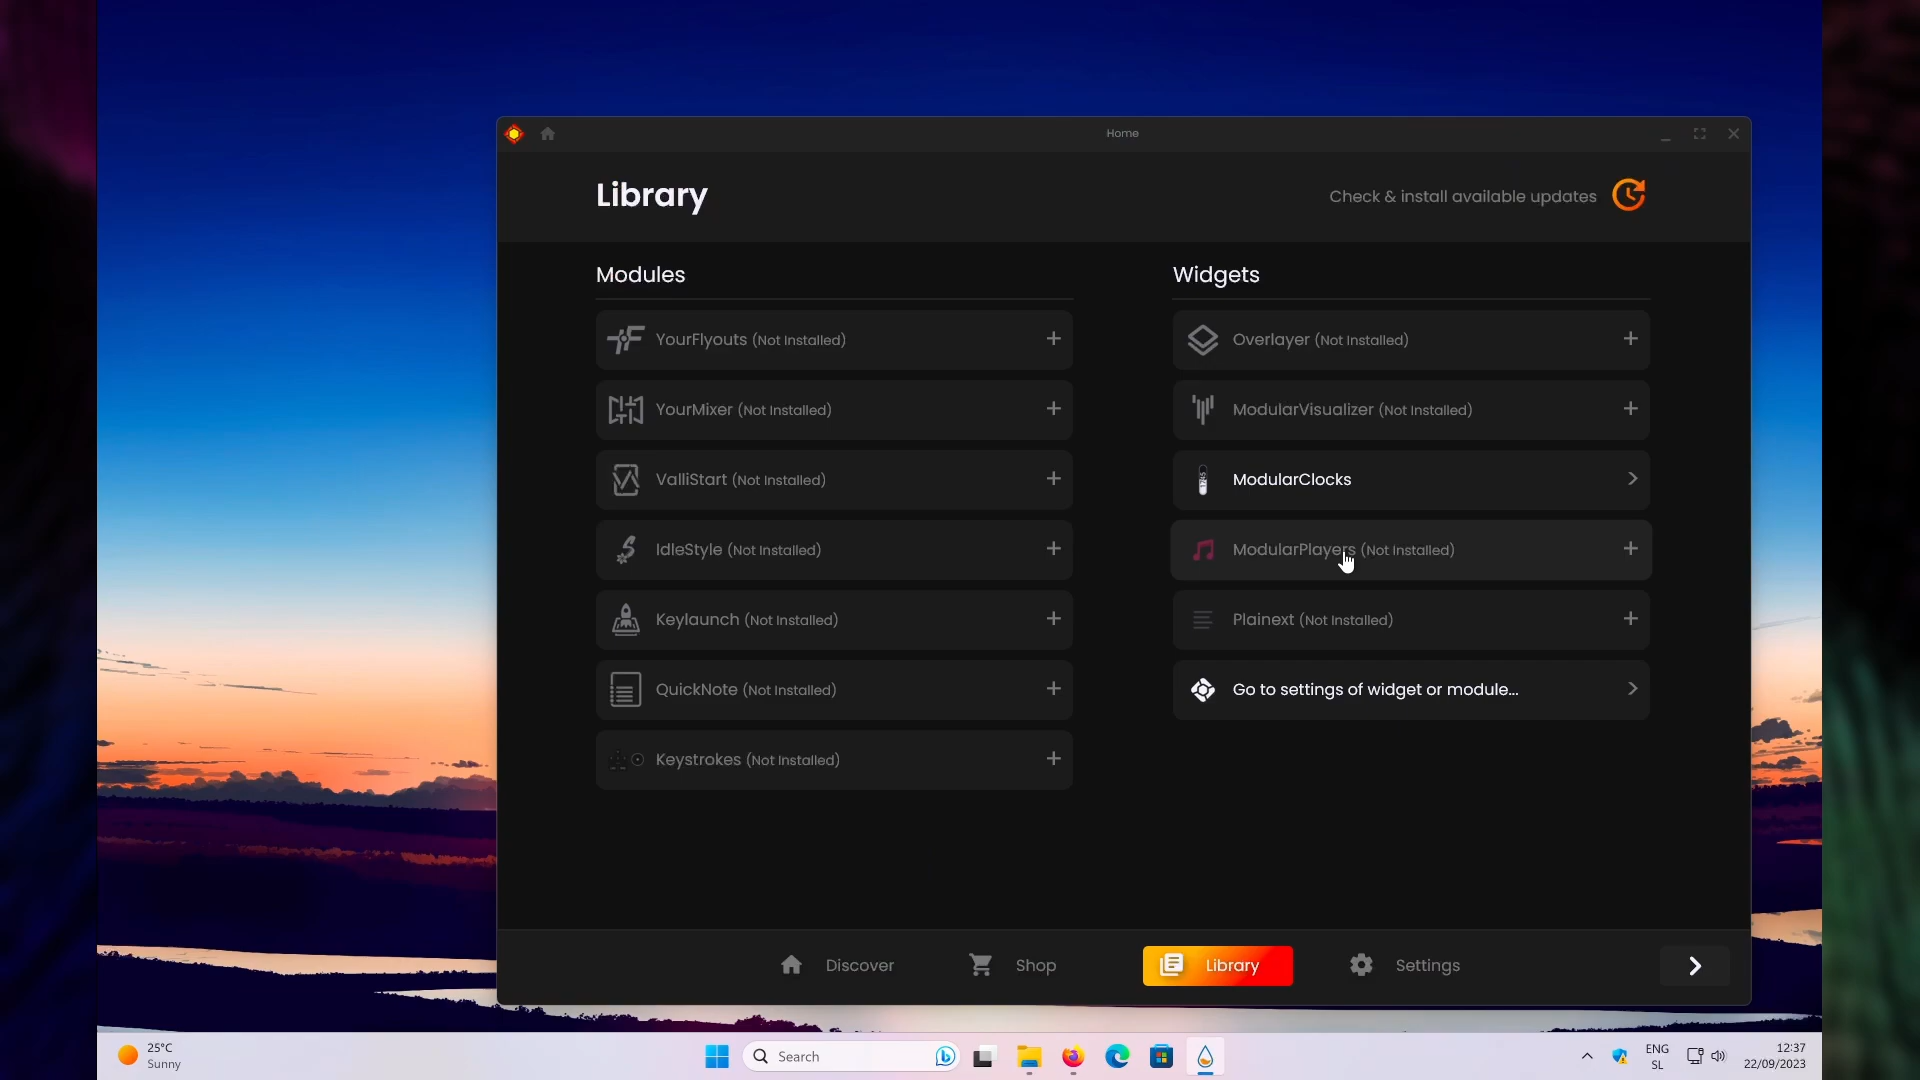 Home
Library
Check & install available updates
Modules
YourFlyouts (Not Installed)
YourMixer (Not Installed)
ValliStart (Not Installed)
IdleStyle (Not Installed)
Keylaunch (Not Installed)
QuickNote (Not Installed)
Keystrokes (Not Installed)
Widgets
Overlayer (Not Installed)
ModularVisualizer (Not Installed)
ModularClocks
ModularPlayers (Not Installed)
Plainext (Not Installed)
Go to settings of widget or module...
Discover
Shop
Library
Settings
25°C
Sunny
Search
ENG
SL
12:37
22/09/2023